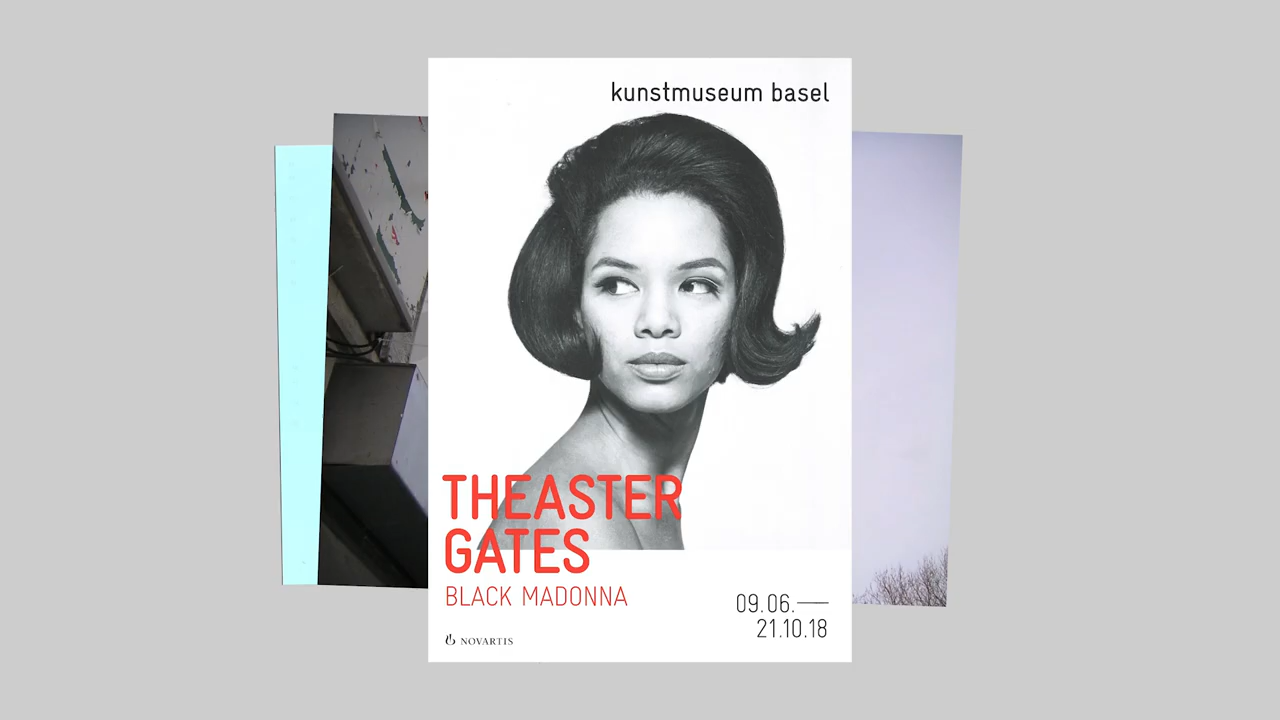 kunstmuseum basel
THEASTER
GATES
BLACK MADONNA
09.06.—
21.10.18
NOVARTIS